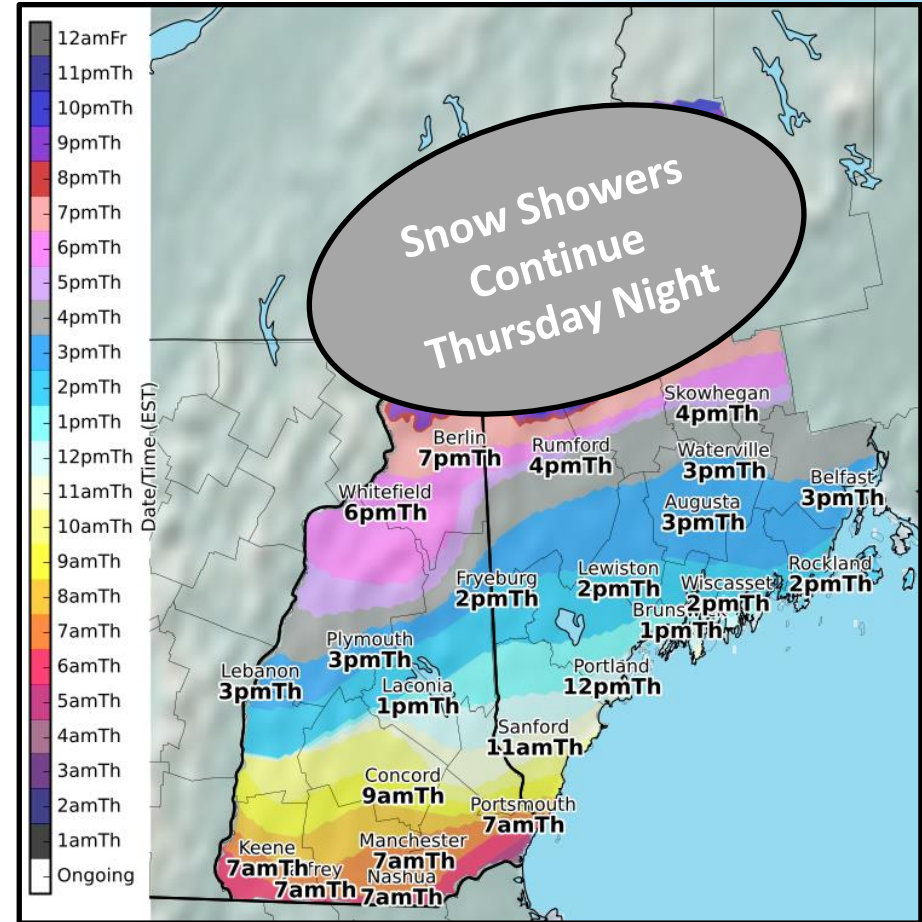 12amFr
11pmTh
10pmTh
9pmTh
8pmTh
7pmTh
6pmTh
5pmTh
4pmTh
3pmTh
2pmTh
1pmTh
12pmTh
11amTh
10amTh
9amTh
8amTh
7amTh
6amTh
5amTh
4amTh
3amTh
2amTh
1amTh
Ongoing
Date/Time (EST)
Snow Showers
Continue
Thursday Night
Skowhegan
4pmTh
Berlin
7pmTh
Rumford
4pmTh
Waterville
3pmTh
Belfast
3pmTh
Whitefield
6pmTh
Augusta
3pmTh
Fryeburg
2pmTh
Lewiston
2pmTh
Wiscasset
2pmTh
Rockland
2pmTh
1pmTh
Plymouth
3pmTh
Lebanon
3pmTh
Laconia
1pmTh
Portland
12pmTh
Sanford
11amTh
Concord
9amTh
Portsmouth
7amTh
Keene
7amTh
Manchester
7amTh
7amTh
Nashua
7amTh